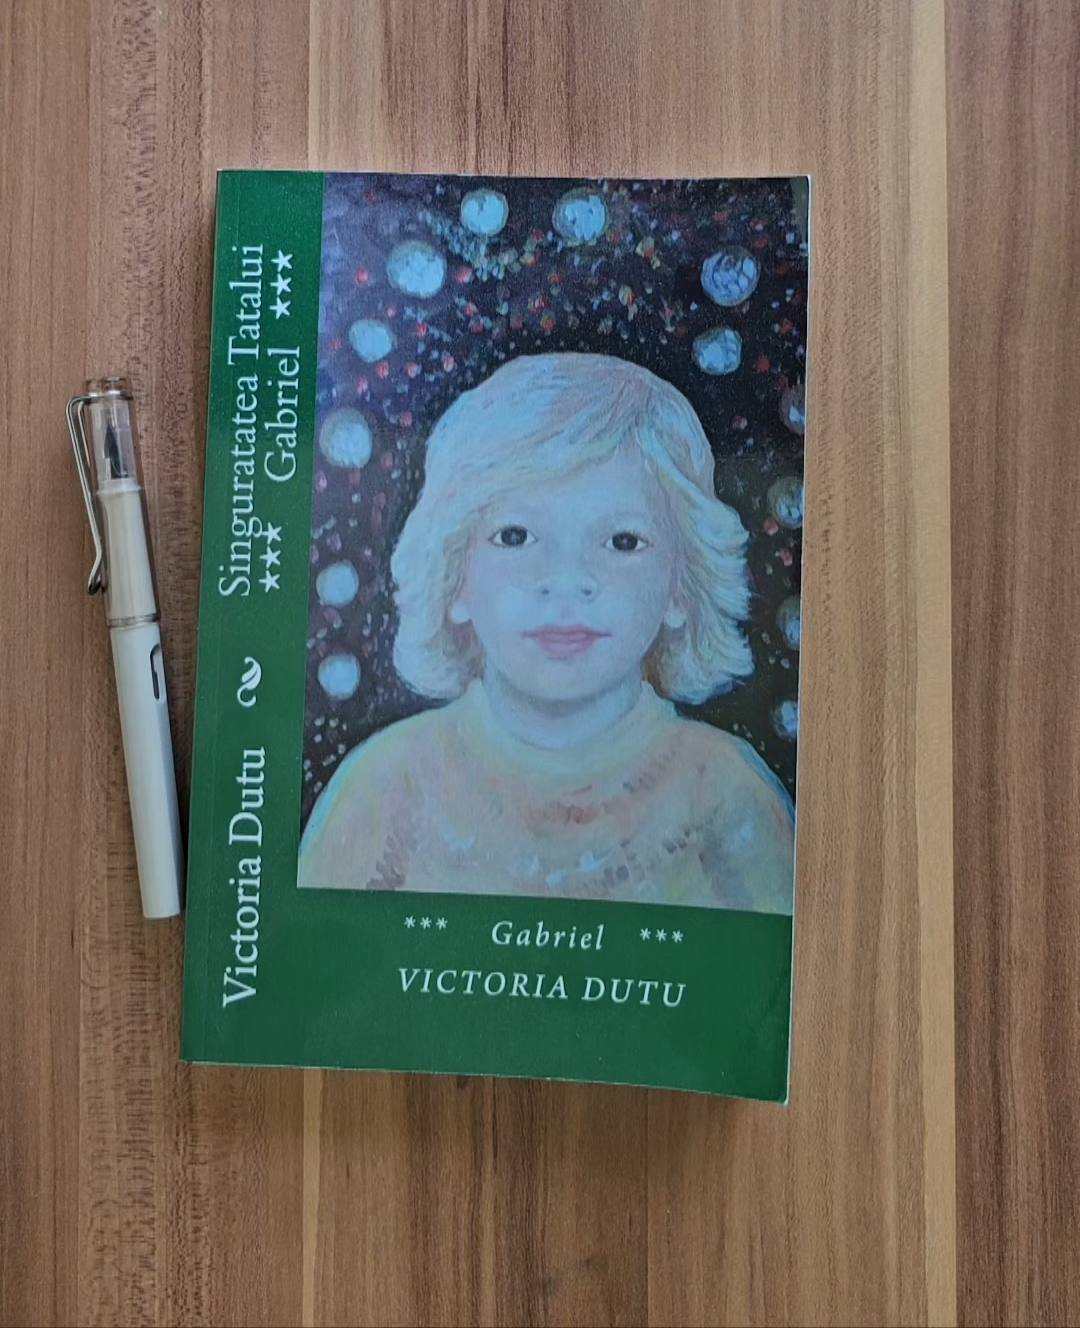 Singuratatea Tatalui
★★★ Gabriel ★★★
Victoria Dutu
*** Gabriel ***
VICTORIA DUTU